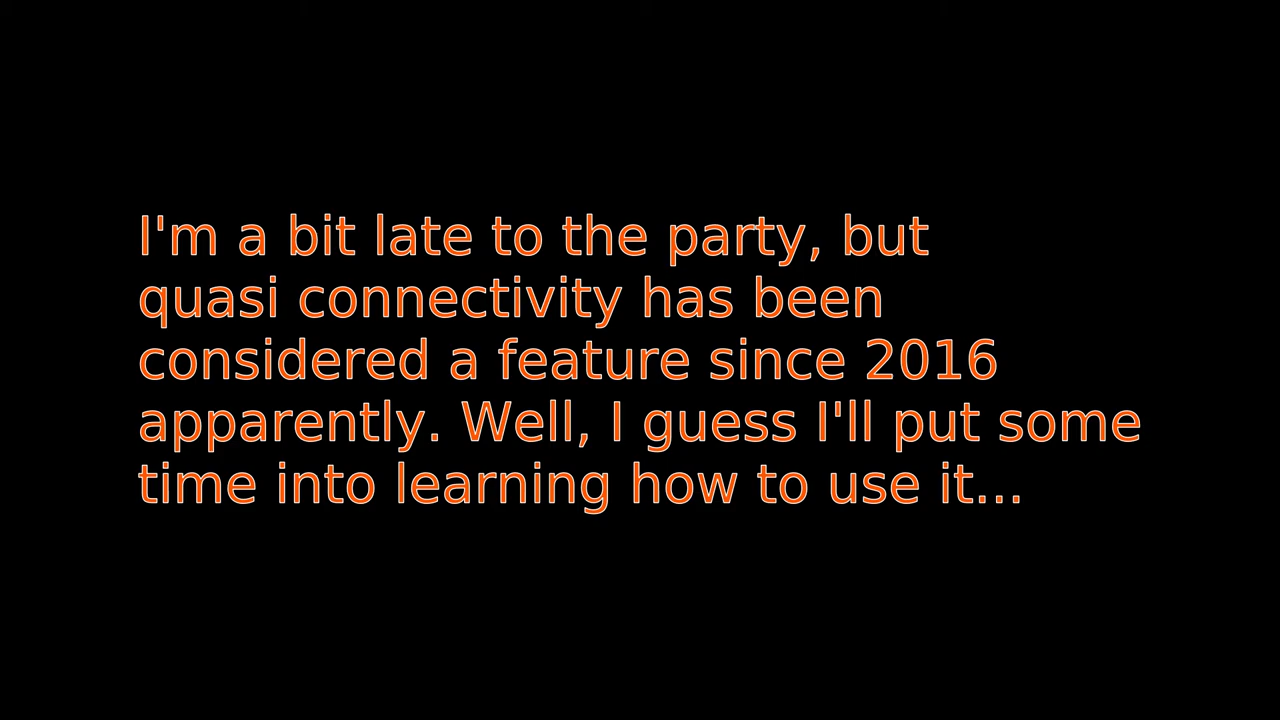 I'm a bit late to the party, but
quasi connectivity has been
considered a feature since 2016
apparently. Well, I guess I'll put some
time into learning how to use it...